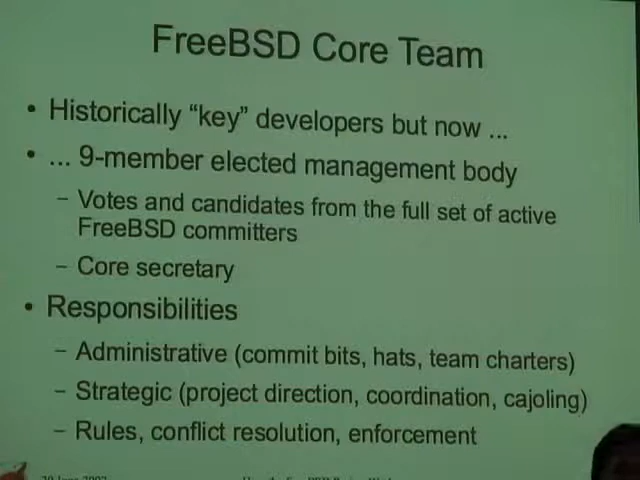 FreeBSD Core Team
• Historically “key” developers but now ...
• ... 9-member elected management body
– Votes and candidates from the full set of active
FreeBSD committers
– Core secretary
• Responsibilities
– Administrative (commit bits, hats, team charters)
– Strategic (project direction, coordination, cajoling)
– Rules, conflict resolution, enforcement